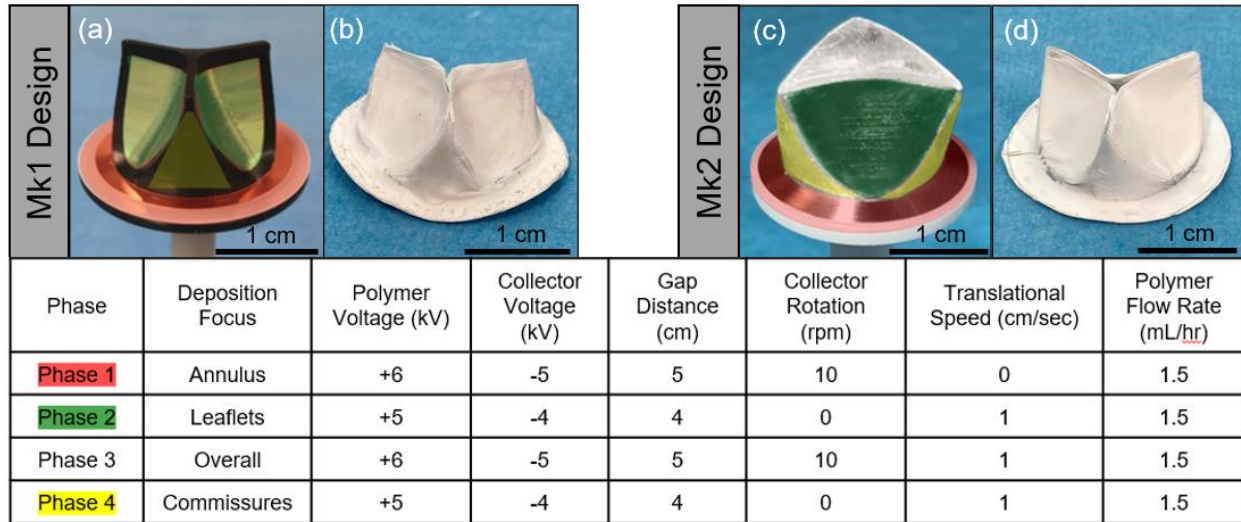 Mk1 Design
(a)
1 cm
(b)
1 cm
Mk2 Design
(c)
1 cm
(d)
1 cm
Phase Deposition Focus Polymer Voltage (kV) Collector Voltage (kV) Gap Distance (cm) Collector Rotation (rpm) Translational Speed (cm/sec) Polymer Flow Rate (mL/hr)
Phase 1 Annulus +6 -5 5 10 0 1.5
Phase 2 Leaflets +5 -4 4 0 1 1.5
Phase 3 Overall +6 -5 5 10 1 1.5
Phase 4 Commissures +5 -4 4 0 1 1.5